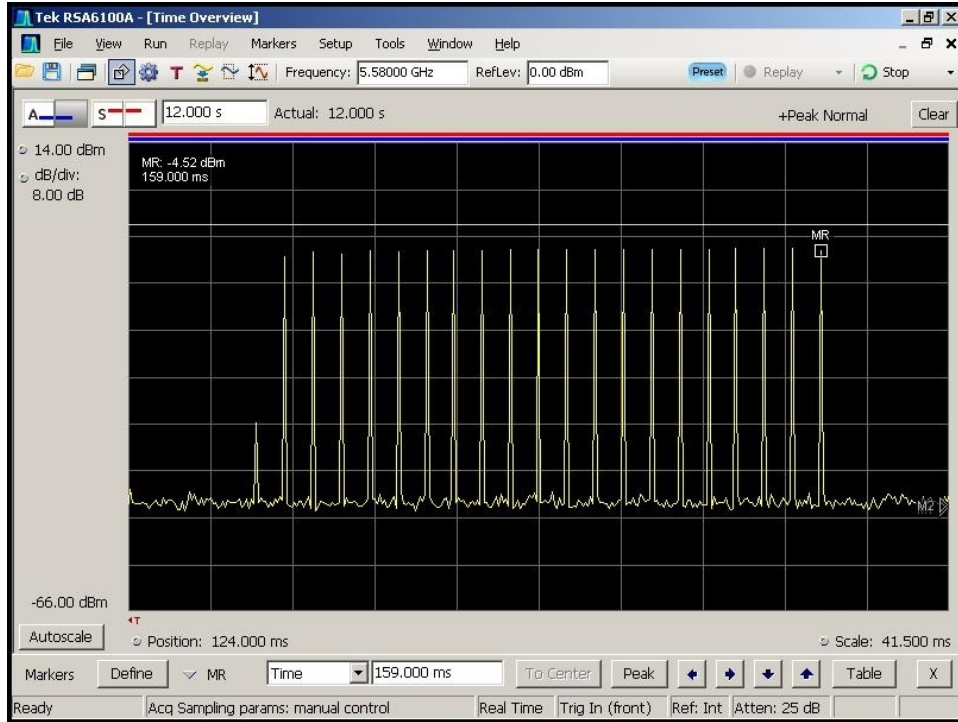 Tek RSA6100A - [Time Overview]
File View Run Replay Markers Setup Tools Window Help
T Frequency: 5.58000 GHz RefLev: 0.00 dBm Preset Replay Stop
A S 12.000 s Actual: 12.000 s +Peak Normal Clear
14.00 dBm
dB/div:
8.00 dB
MR: -4.52 dBm
159.000 ms
MR
M2
-66.00 dBm
T
Autoscale Position: 124.000 ms Scale: 41.500 ms
Markers Define MR Time 159.000 ms To Center Peak Table X
Ready Acq Sampling params: manual control Real Time Trig In (front) Ref: Int Atten: 25 dB